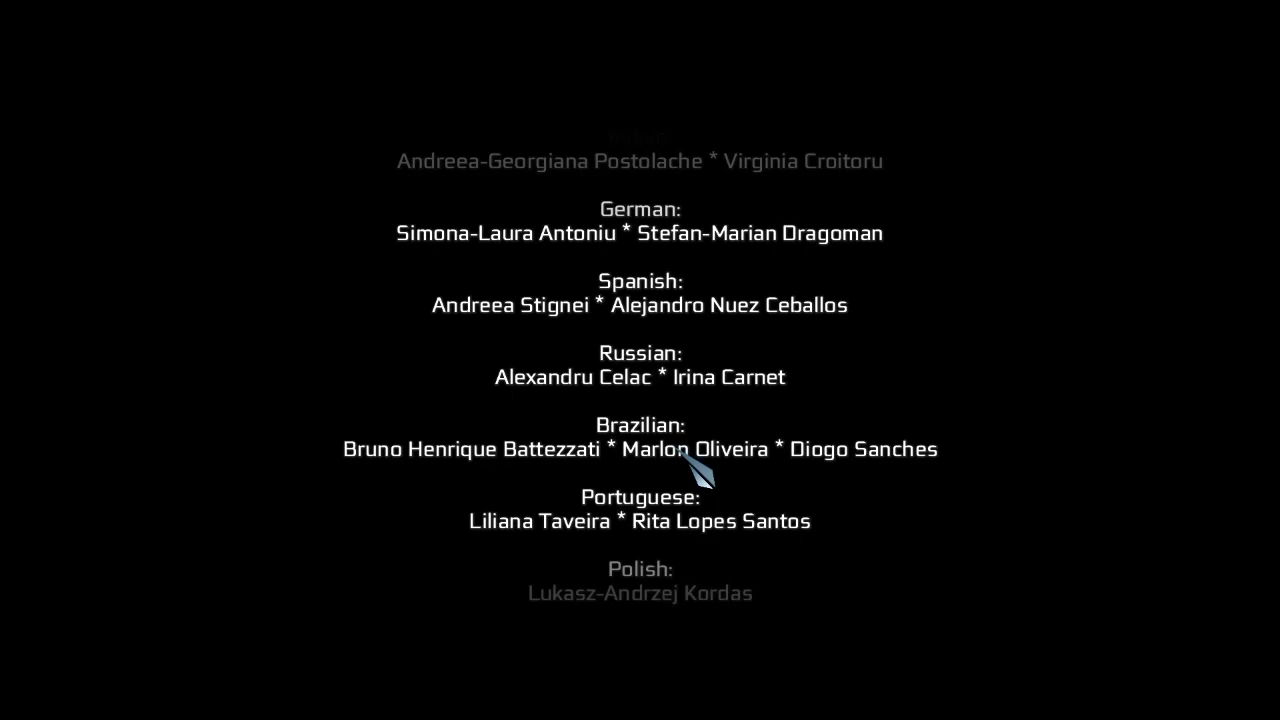 Andreea-Georgiana Postolache * Virginia Croitoru
German:
Simona-Laura Antoniu * Stefan-Marian Dragoman
Spanish:
Andreea Stignei * Alejandro Nuez Ceballos
Russian:
Alexandru Celac * Irina Carnet
Brazilian:
Bruno Henrique Battezzati * Marlon Oliveira * Diogo Sanches
Portuguese:
Liliana Taveira * Rita Lopes Santos
Polish:
Lukasz-Andrzej Kordas